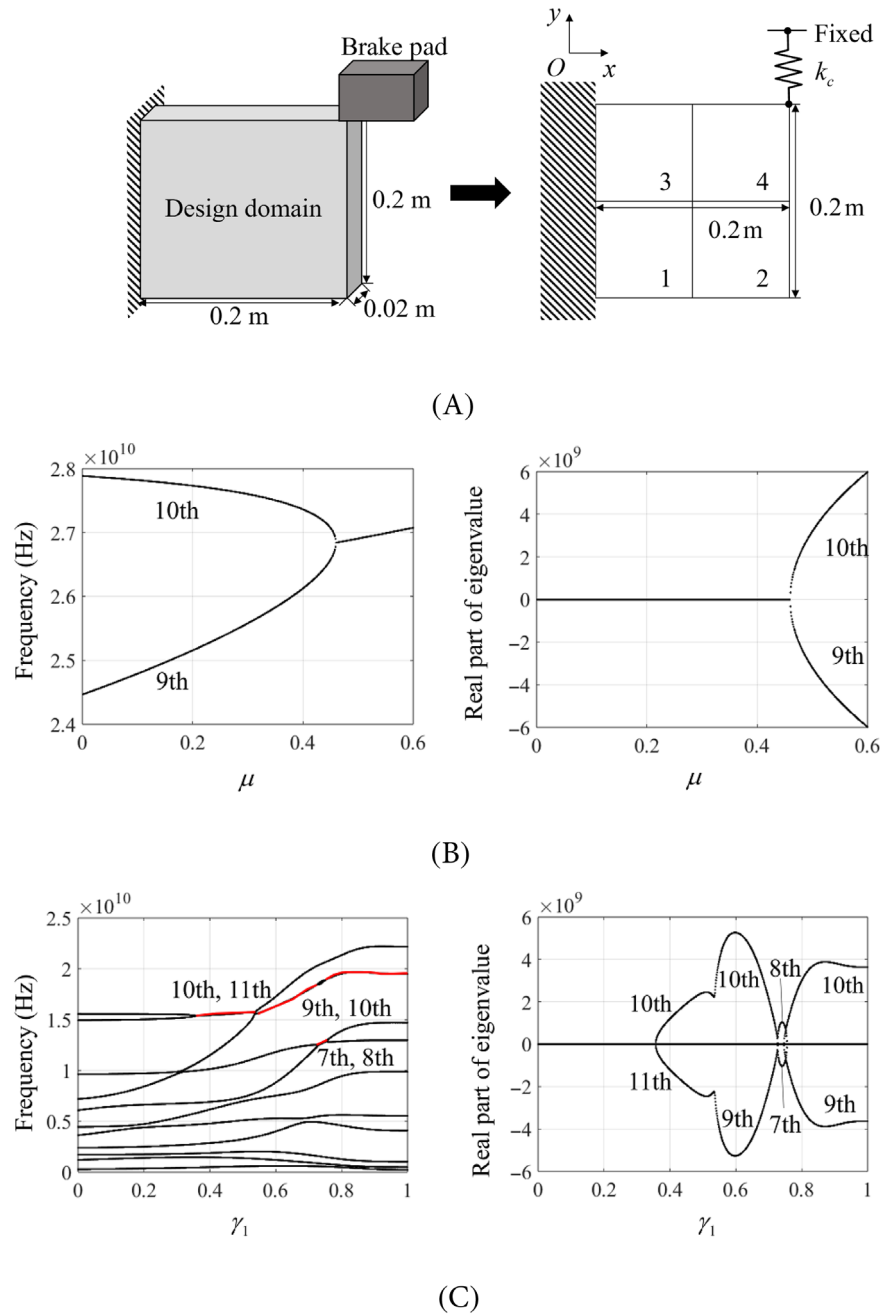 Brake pad
Design domain
0.2 m
0.02 m
0.2 m
y
O
x
Fixed
k_c
3
4
0.2 m
0.2 m
1
2
(A)
×10^10
Frequency (Hz)
2.8
2.7
2.6
2.5
2.4
10th
9th
0
0.2
0.4
0.6
μ
×10^9
Real part of eigenvalue
6
4
2
0
−2
−4
−6
10th
9th
0
0.2
0.4
0.6
μ
(B)
×10^10
Frequency (Hz)
2.5
2
1.5
1
0.5
0
10th, 11th
9th, 10th
7th, 8th
0
0.2
0.4
0.6
0.8
1
γ_1
×10^9
Real part of eigenvalue
6
4
2
0
−2
−4
−6
10th
11th
10th
9th
8th
7th
10th
9th
0
0.2
0.4
0.6
0.8
1
γ_1
(C)